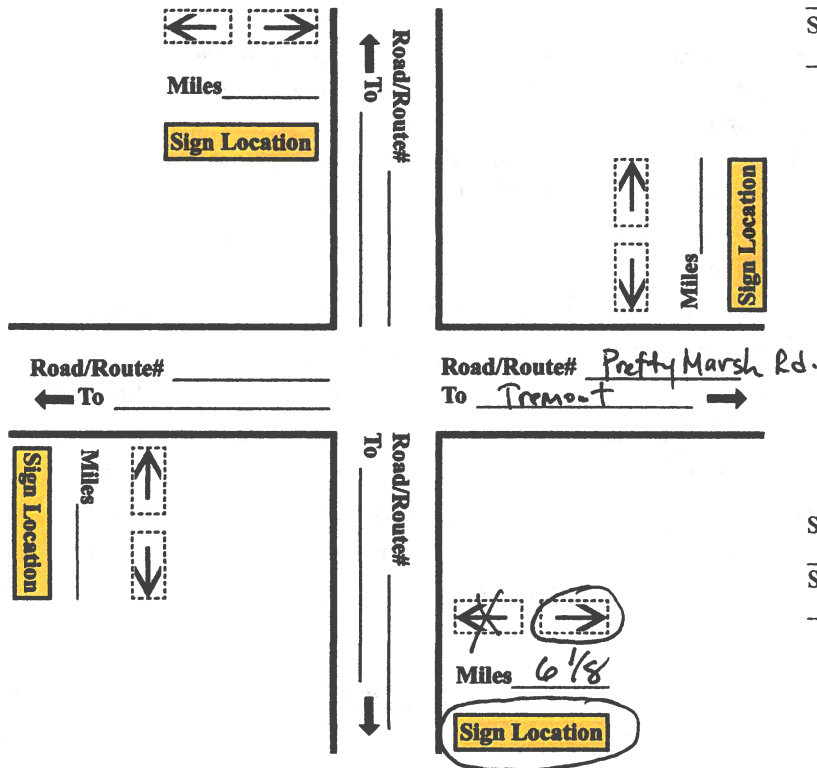 Miles
Sign Location
Road/Route#
To
Miles
Sign Location
Road/Route#
To
Road/Route# Pretty Marsh Rd.
To Tremont
Sign Location
Miles
Road/Route#
To
Miles 6 1/8
Sign Location
S
S
S